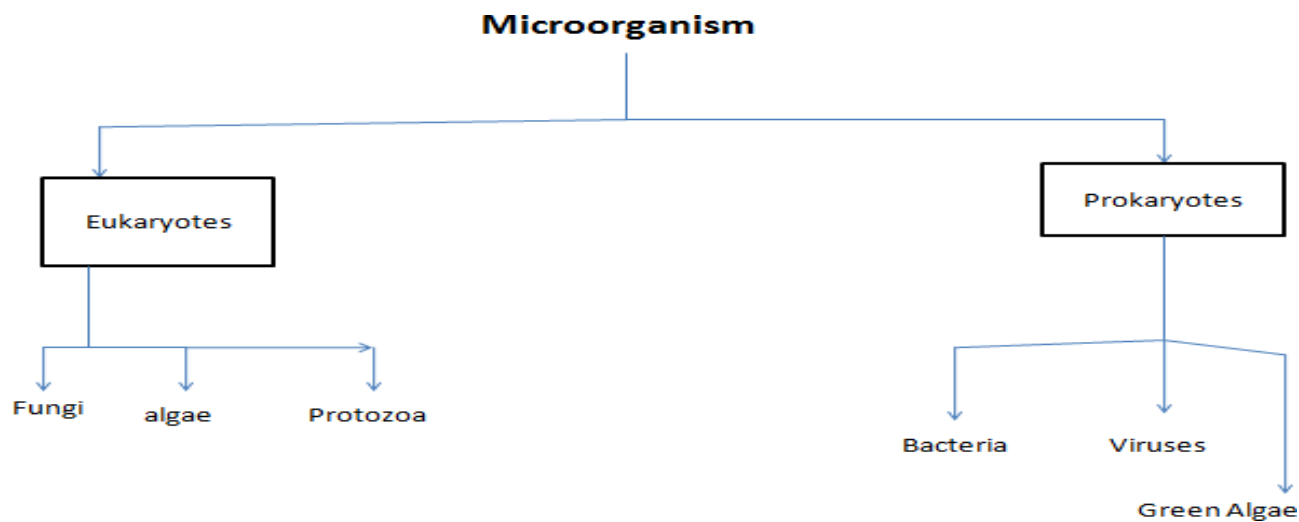 Microorganism
Eukaryotes
Prokaryotes
Fungi
algae
Protozoa
Bacteria
Viruses
Green Algae